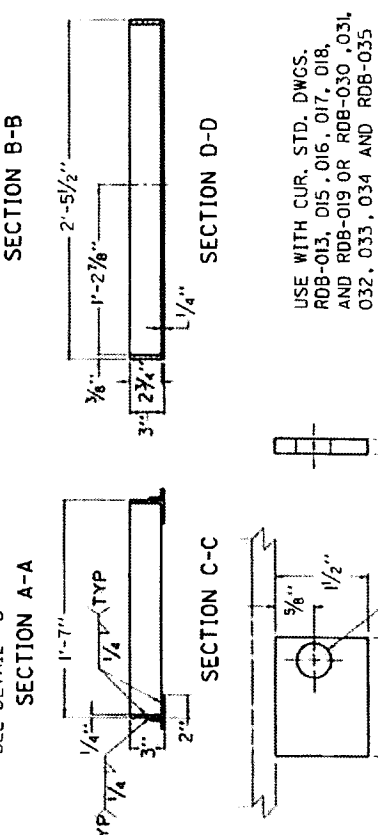 SEE DETAIL
SECTION A-A
SECTION B-B
1'-7"
2'-5½"
TYP
¼
¼"
TYP
¼
3"
2"
1'-2⅞"
⅜"
3"
2¾"
¼"
SECTION C-C
SECTION D-D
⅝"
1½"
USE WITH CUR. STD. DWGS.
RDB-013, 015, 016, 017, 018,
AND RDB-019 OR RDB-030, 031,
032, 033, 034 AND RDB-035